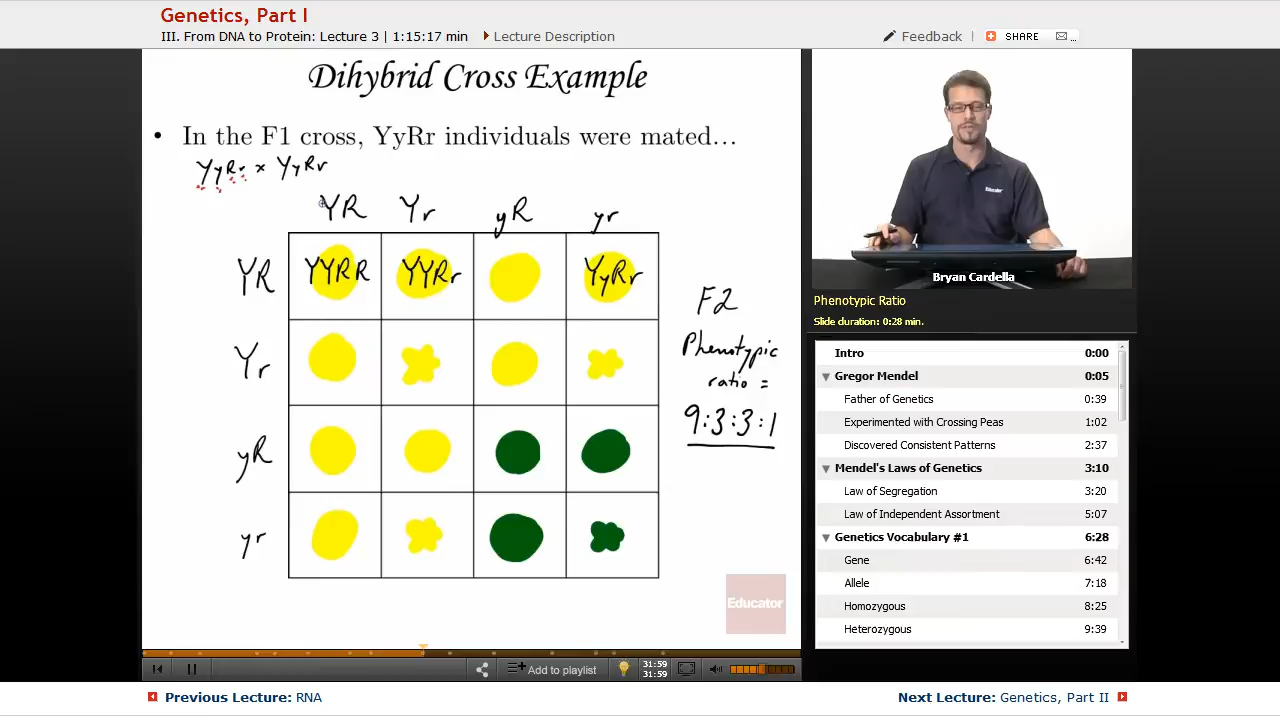 Genetics, Part I
III. From DNA to Protein: Lecture 3 | 1:15:17 min
Lecture Description
Feedback
SHARE
...
Dihybrid Cross Example
• In the F1 cross, YyRr individuals were mated...
YyRr x YyRr
YR Yr yR yr
YR YYRR YYRr YyRr
Yr
yR
yr
F2
Phenotypic
ratio =
9:3:3:1
Educator
Educator
Bryan Cardella
Phenotypic Ratio
Slide duration: 0:28 min.
Intro 0:00
Gregor Mendel 0:05
Father of Genetics 0:39
Experimented with Crossing Peas 1:02
Discovered Consistent Patterns 2:37
Mendel's Laws of Genetics 3:10
Law of Segregation 3:20
Law of Independent Assortment 5:07
Genetics Vocabulary #1 6:28
Gene 6:42
Allele 7:18
Homozygous 8:25
Heterozygous 9:39
Add to playlist
31:59
31:59
Previous Lecture: RNA
Next Lecture: Genetics, Part II